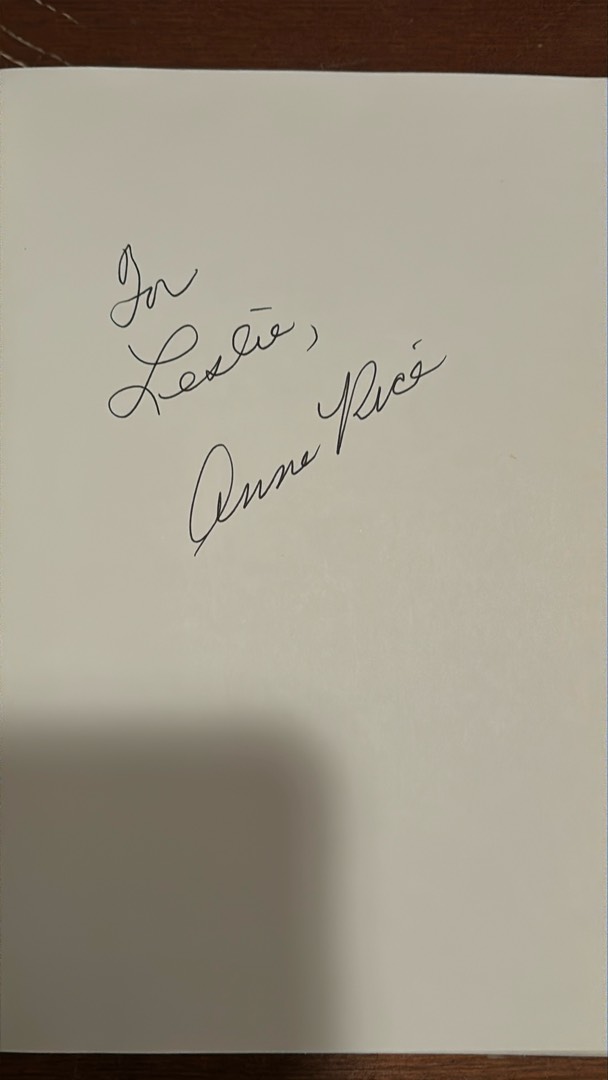 For
Leslie,
Anne Rice